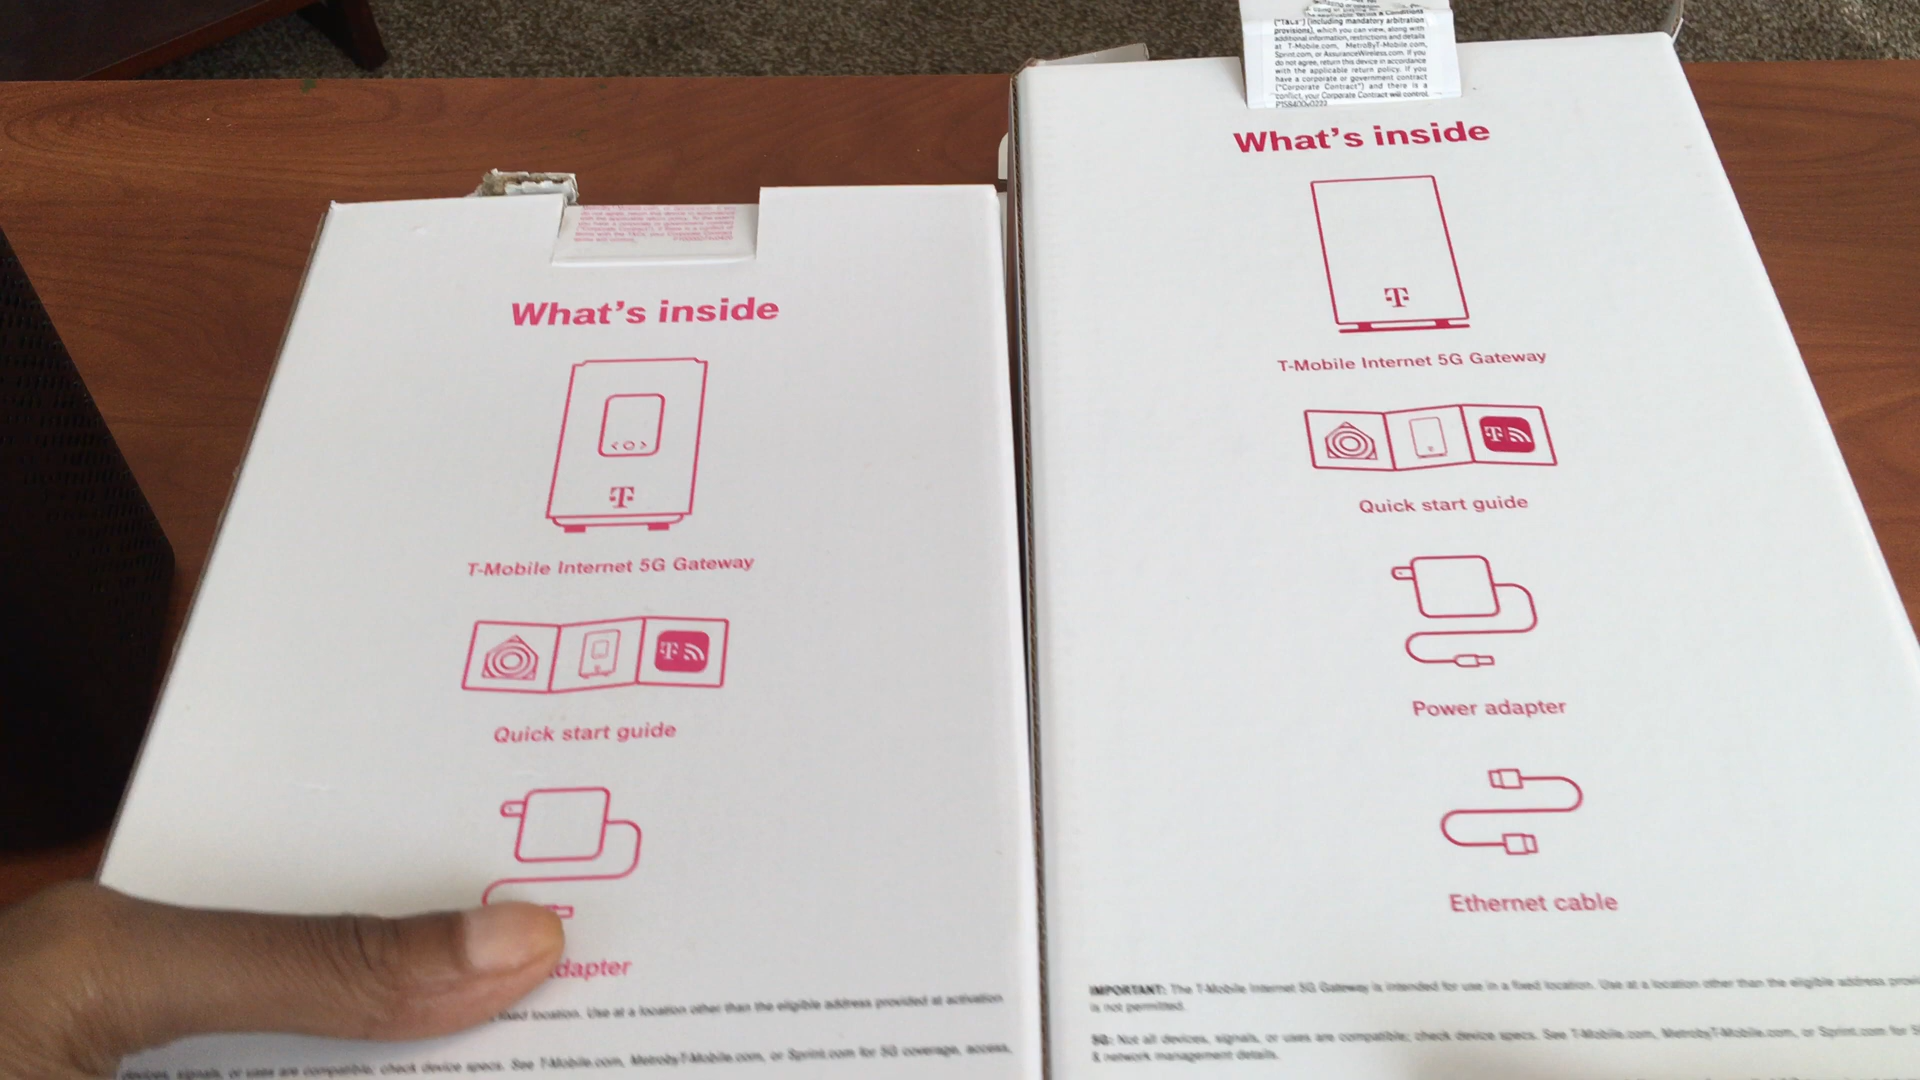 What's inside
T-Mobile Internet 5G Gateway
Quick start guide
dapter
fixed location. Use at a location other than the eligible address provided at activation
devices, signals, or uses are compatible; check device specs. See T-Mobile.com, MetrobyT-Mobile.com, or Sprint.com for 5G coverage, access,
("T&Cs") (including mandatory arbitration
provisions), which you can view, along with
additional information, restrictions and details
at T-Mobile.com, MetroByT-Mobile.com,
Sprint.com, or AssuranceWireless.com. If you
do not agree, return this device in accordance
with the applicable return policy. If you
have a corporate or government contract
("Corporate Contract") and there is a
conflict, your Corporate Contract will control.
What's inside
T
T-Mobile Internet 5G Gateway
T
Quick start guide
Power adapter
Ethernet cable
IMPORTANT: The T-Mobile Internet 5G Gateway is intended for use in a fixed location. Use at a location other than the eligible address
is not permitted.
5G: Not all devices, signals, or uses are compatible; check device specs. See T-Mobile.com, MetrobyT-Mobile.com, or Sprint.com for
& network management details.